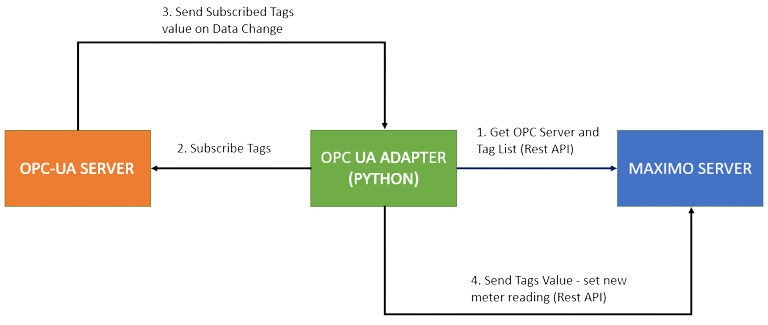 3. Send Subscribed Tags
value on Data Change
OPC-UA SERVER
2. Subscribe Tags
OPC UA ADAPTER
(PYTHON)
1. Get OPC Server and
Tag List (Rest API)
MAXIMO SERVER
4. Send Tags Value - set new
meter reading (Rest API)